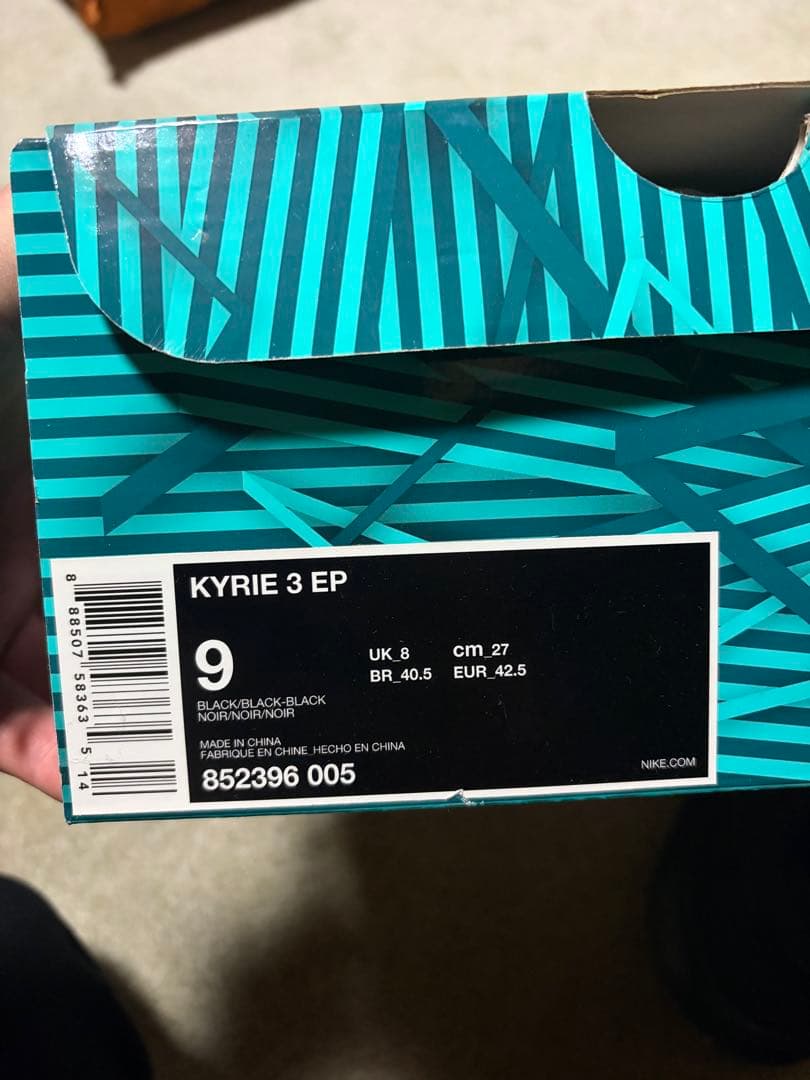 KYRIE 3 EP
9
UK_8 cm_27
BR_40.5 EUR_42.5
BLACK/BLACK-BLACK
NOIR/NOIR/NOIR
MADE IN CHINA
FABRIQUE EN CHINE_HECHO EN CHINA
852396 005
NIKE.COM
8 88507 58363 5 14